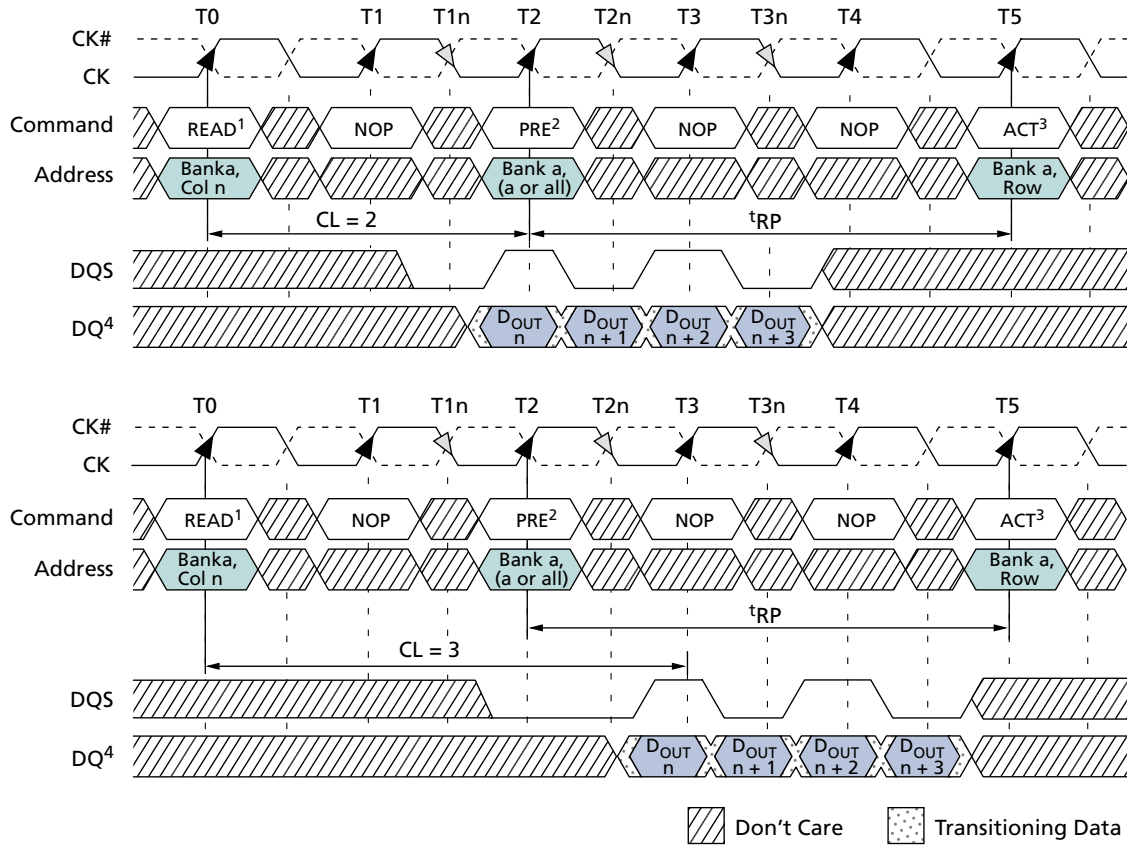 T0 T1 T1n T2 T2n T3 T3n T4 T5
CK#
CK
Command READ¹ NOP PRE² NOP NOP ACT³
Address Banka, Col n Bank a, (a or all) Bank a, Row
CL = 2 tRP
DQS
DQ⁴ DOUT n DOUT n + 1 DOUT n + 2 DOUT n + 3
T0 T1 T1n T2 T2n T3 T3n T4 T5
CK#
CK
Command READ¹ NOP PRE² NOP NOP ACT³
Address Banka, Col n Bank a, (a or all) Bank a, Row
tRP
CL = 3
DQS
DQ⁴ DOUT n DOUT n + 1 DOUT n + 2 DOUT n + 3
Don't Care Transitioning Data